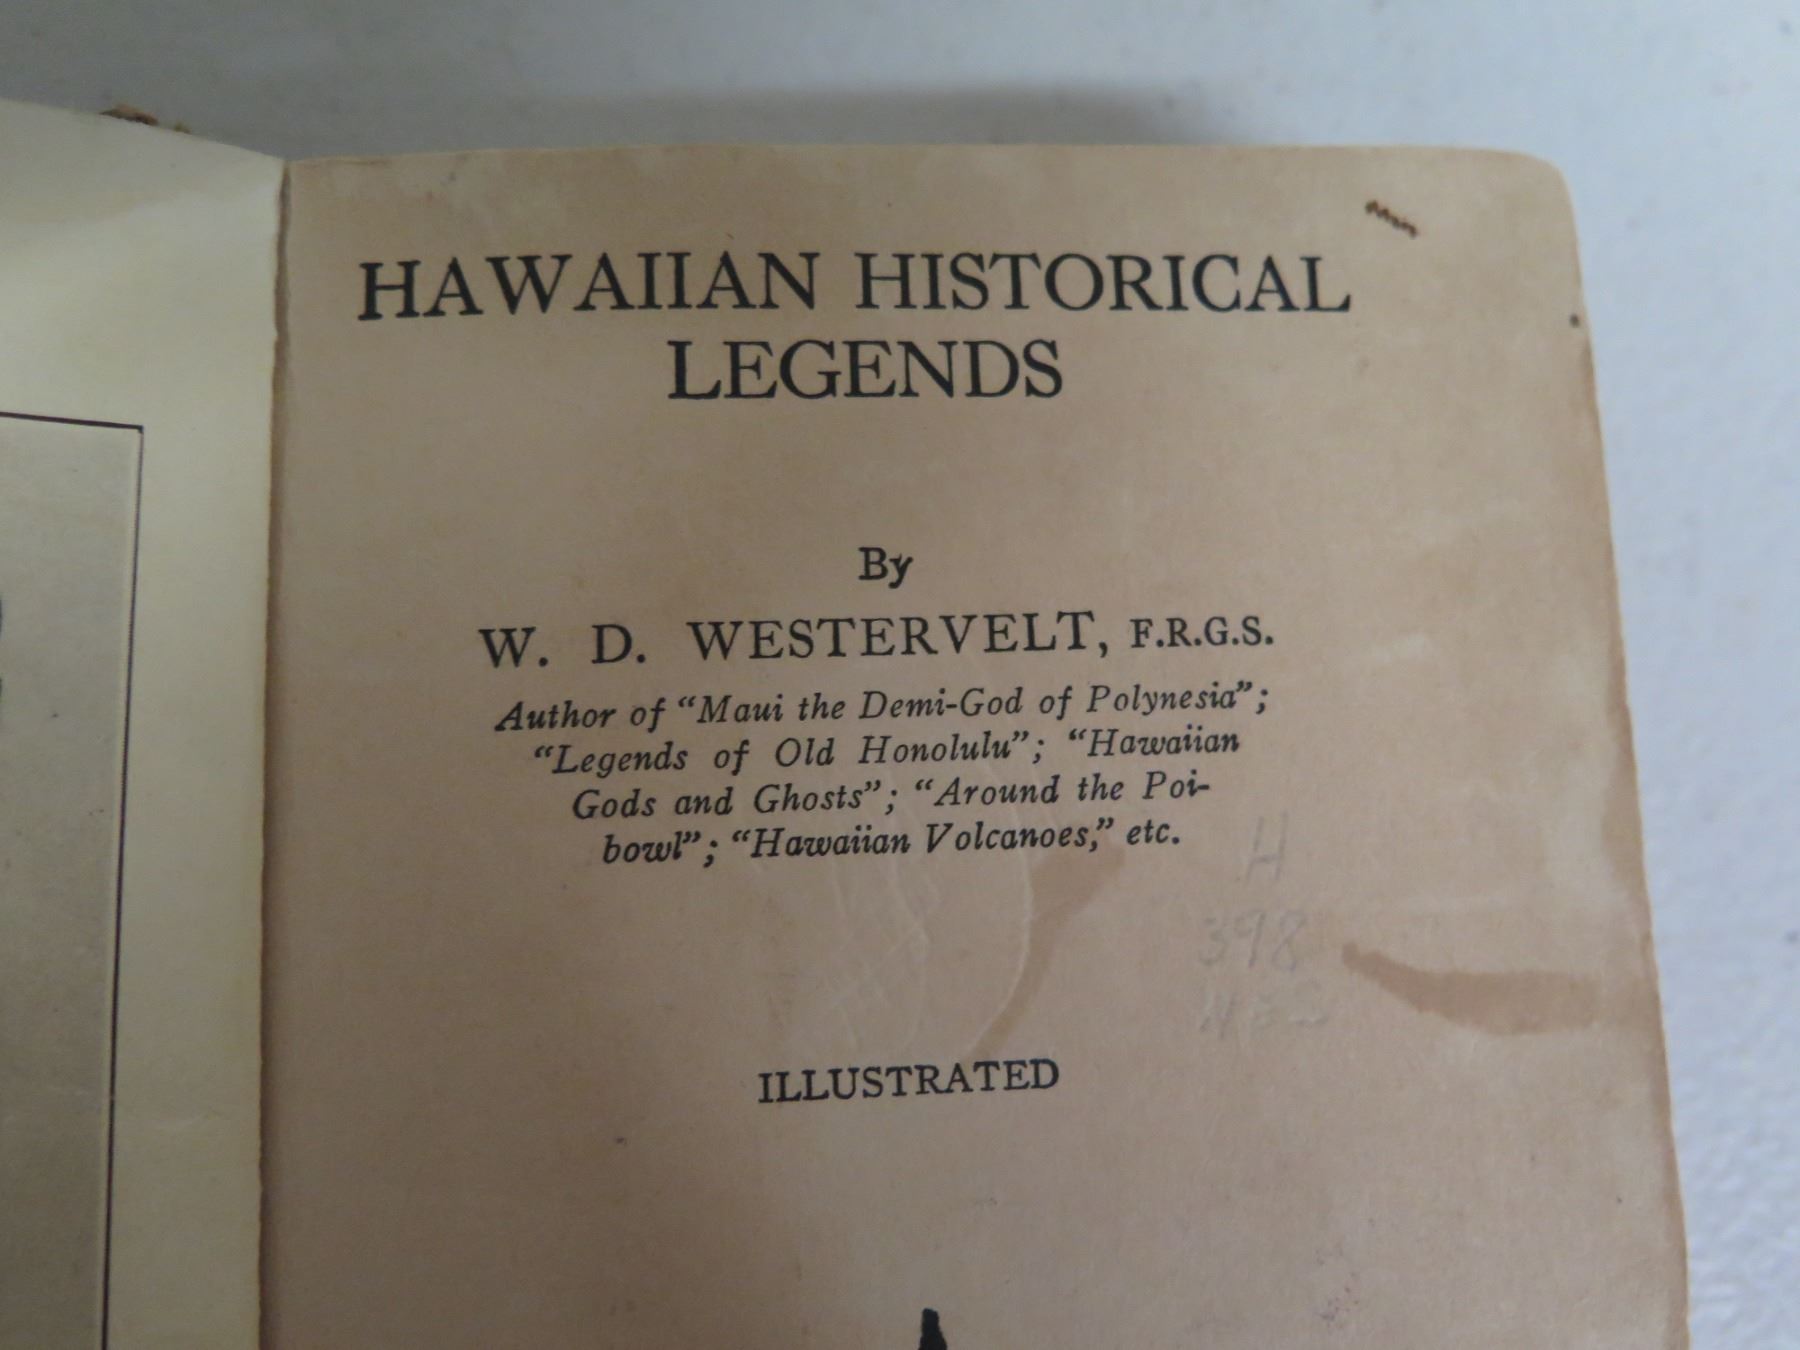 HAWAIIAN HISTORICAL
LEGENDS
By
W. D. WESTERVELT, F.R.G.S.
Author of “Maui the Demi-God of Polynesia”;
“Legends of Old Honolulu”; “Hawaiian
Gods and Ghosts”; “Around the Poi-
bowl”; “Hawaiian Volcanoes,” etc.
H
398
ILLUSTRATED